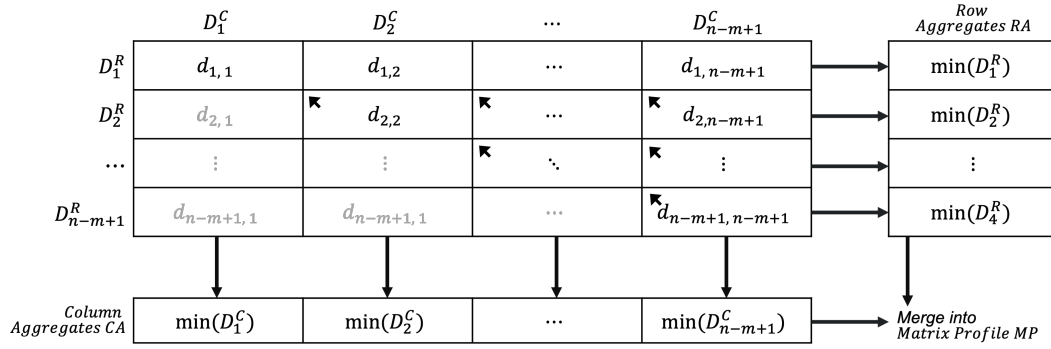 D_1^C D_2^C ⋯ D_{n-m+1}^C Row
Aggregates RA
D_1^R d_{1,1} d_{1,2} ⋯ d_{1,n-m+1} min(D_1^R)
D_2^R d_{2,1} d_{2,2} ⋯ d_{2,n-m+1} min(D_2^R)
⋯ ⋮ ⋮ ⋱ ⋮ ⋮
D_{n-m+1}^R d_{n-m+1,1} d_{n-m+1,1} ⋯ d_{n-m+1,n-m+1} min(D_4^R)
Column
Aggregates CA min(D_1^C) min(D_2^C) ⋯ min(D_{n-m+1}^C) Merge into
Matrix Profile MP